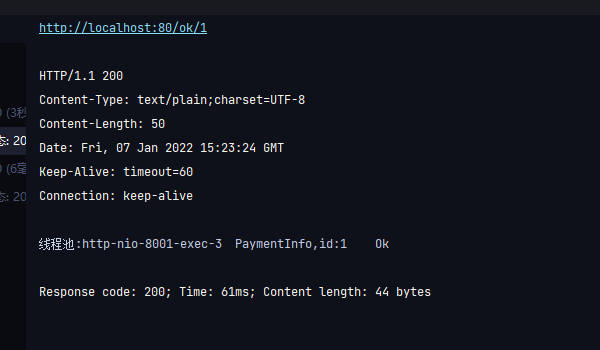 http://localhost:80/ok/1
HTTP/1.1 200
Content-Type: text/plain;charset=UTF-8
Content-Length: 50
Date: Fri, 07 Jan 2022 15:23:24 GMT
Keep-Alive: timeout=60
Connection: keep-alive
(3秒
态: 20
(6毫
态: 20
线程池:http-nio-8001-exec-3  PaymentInfo,id:1    Ok
Response code: 200; Time: 61ms; Content length: 44 bytes